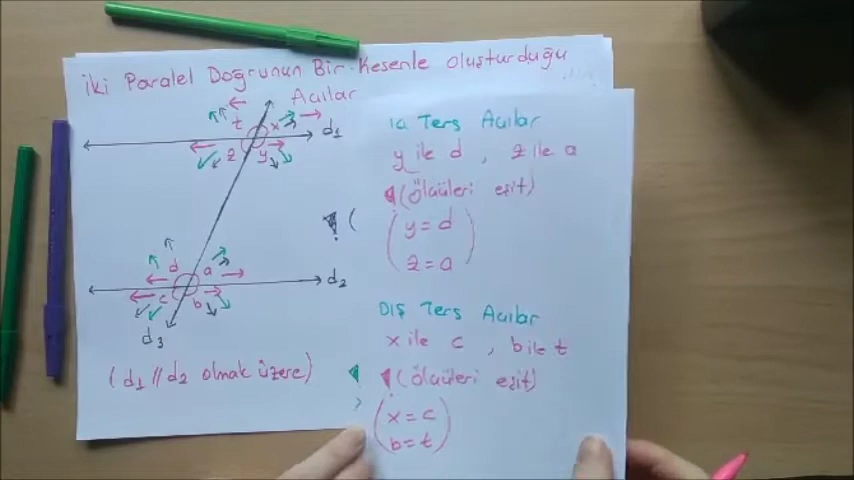 İki Paralel Doğrunun Bir Kesenle Oluşturduğu
Açılar
t x d₁
z y
d a
c b d₂
d₃
(d₁ // d₂ olmak üzere)
İç Ters Açılar
y ile d , z ile a
(Ölçüleri eşit)
y = d
z = a
Dış Ters Açılar
x ile c , b ile t
(Ölçüleri eşit)
x = c
b = t